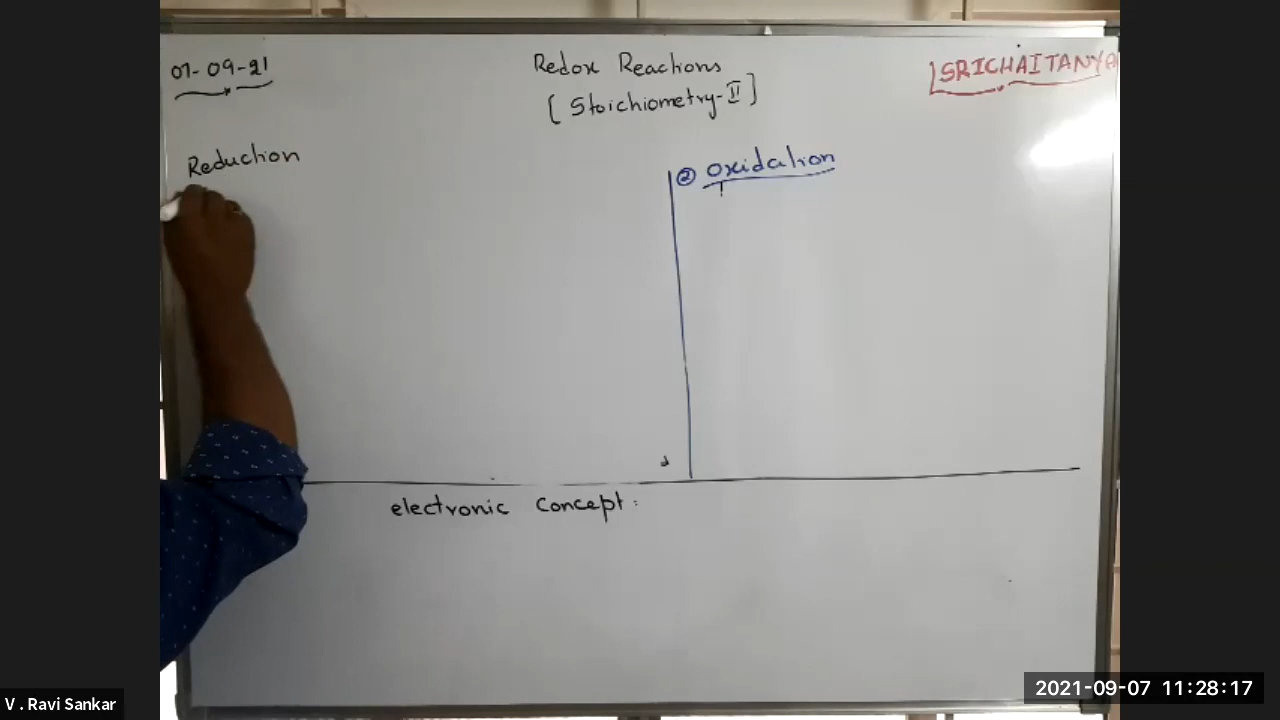 07-09-21
Redox Reactions
[Stoichiometry-II]
SRICHAITANYA
Reduction
② Oxidation
electronic Concept:
V . Ravi Sankar
2021-09-07 11:28:17